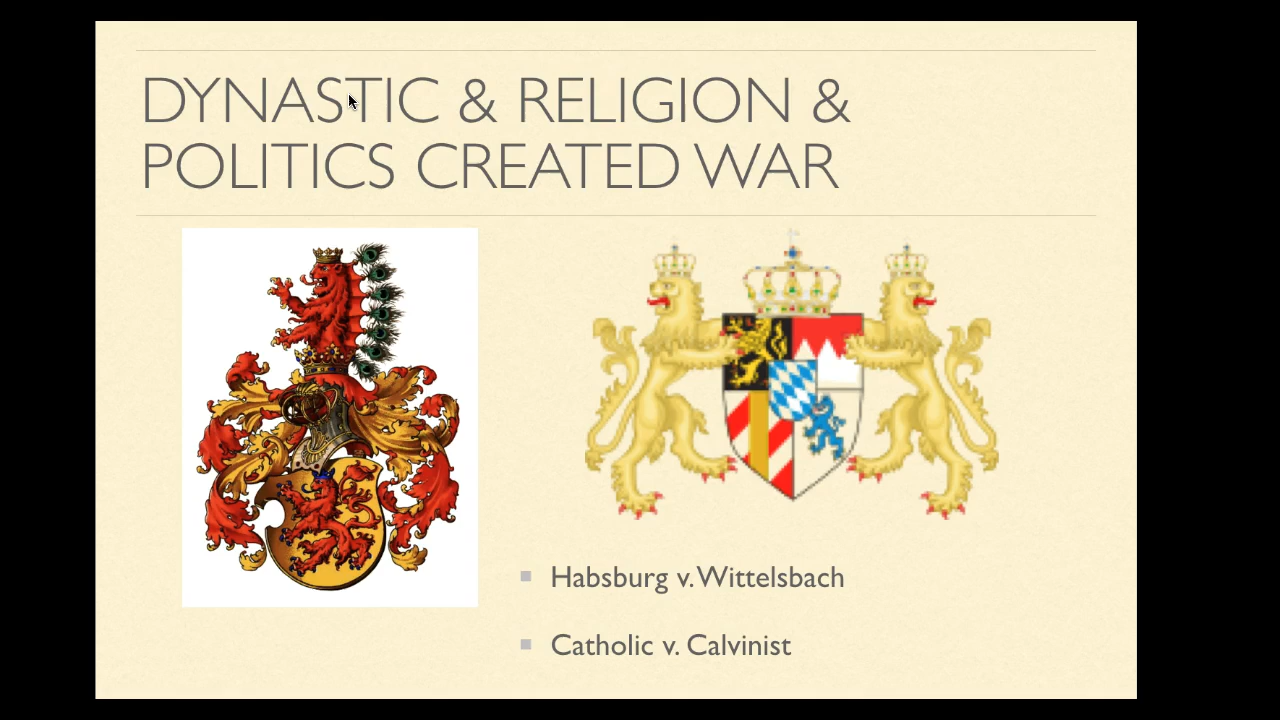 DYNASTIC & RELIGION &
POLITICS CREATED WAR
Habsburg v. Wittelsbach
Catholic v. Calvinist